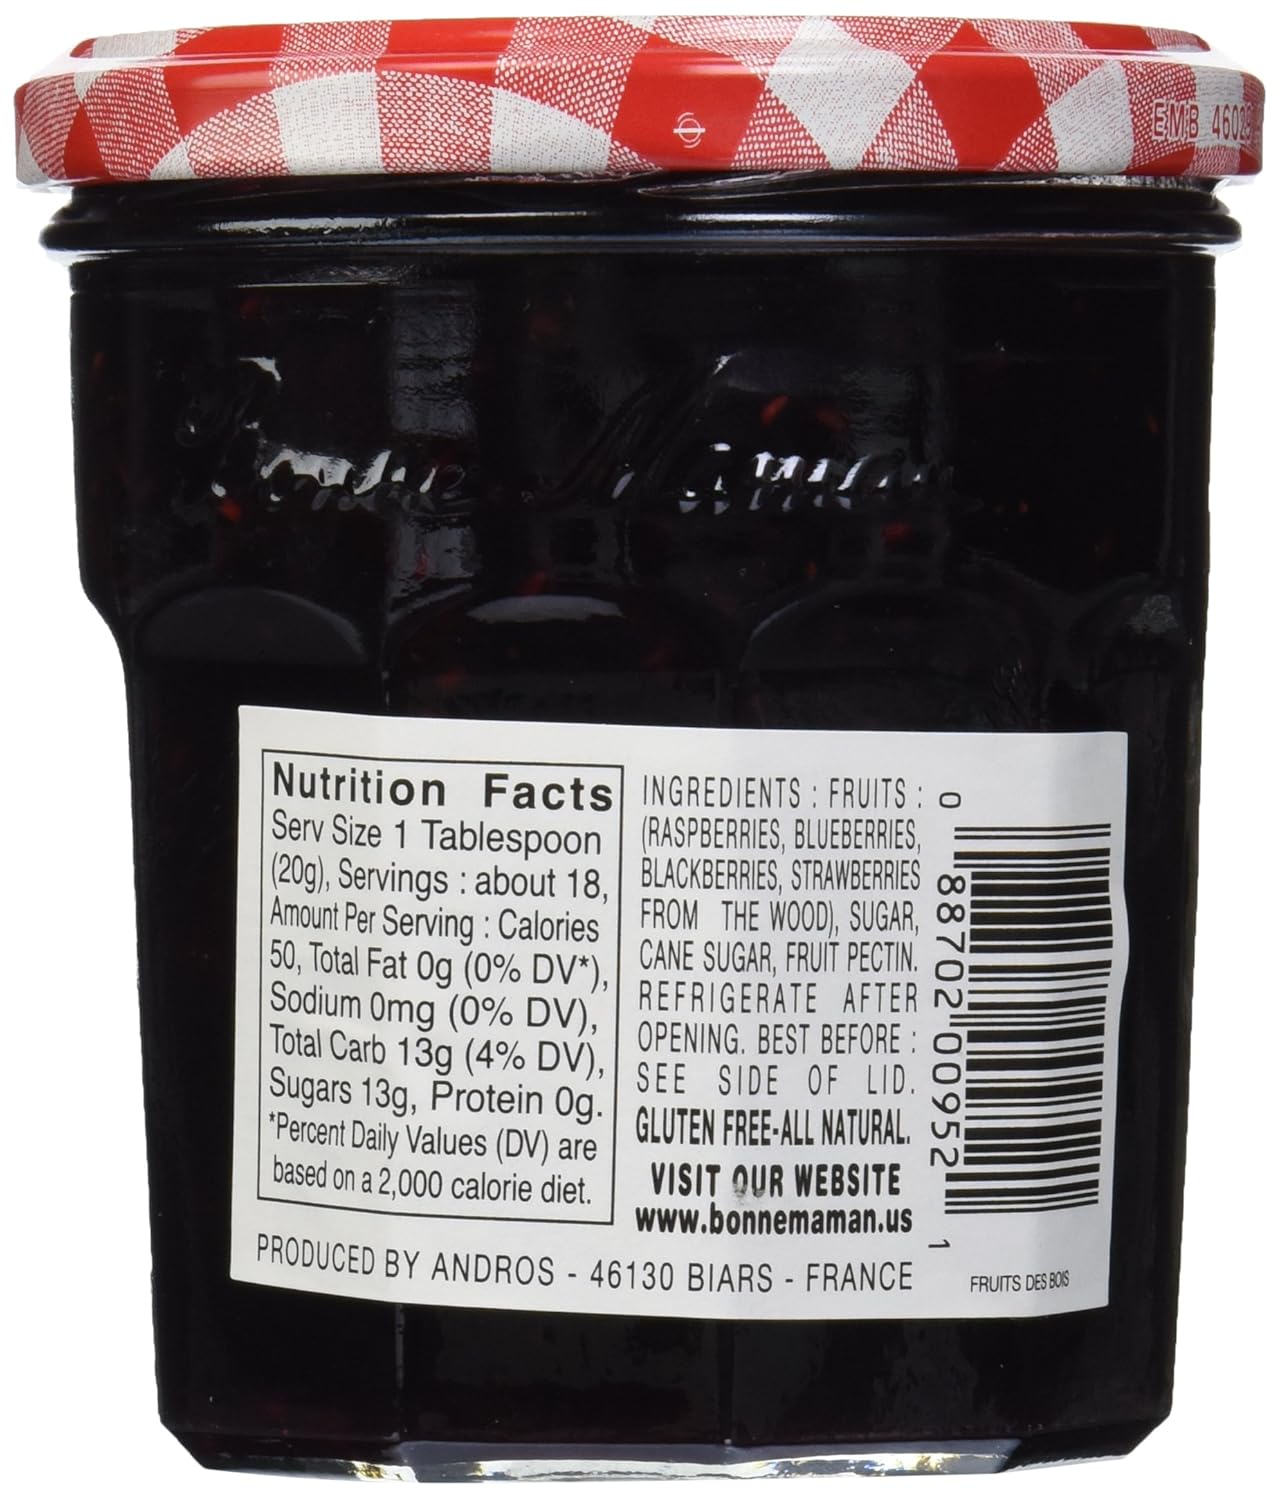 EMB 4602
Bonne Maman
Nutrition Facts
Serv Size 1 Tablespoon
(20g), Servings : about 18,
Amount Per Serving : Calories
50, Total Fat 0g (0% DV*),
Sodium 0mg (0% DV),
Total Carb 13g (4% DV),
Sugars 13g, Protein 0g.
*Percent Daily Values (DV) are
based on a 2,000 calorie diet.
INGREDIENTS : FRUITS :
(RASPBERRIES, BLUEBERRIES,
BLACKBERRIES, STRAWBERRIES
FROM THE WOOD), SUGAR,
CANE SUGAR, FRUIT PECTIN.
REFRIGERATE AFTER
OPENING. BEST BEFORE :
SEE SIDE OF LID.
GLUTEN FREE-ALL NATURAL.
VISIT OUR WEBSITE
www.bonnemaman.us
PRODUCED BY ANDROS - 46130 BIARS - FRANCE
0 88702 00952 1
FRUITS DES BOIS